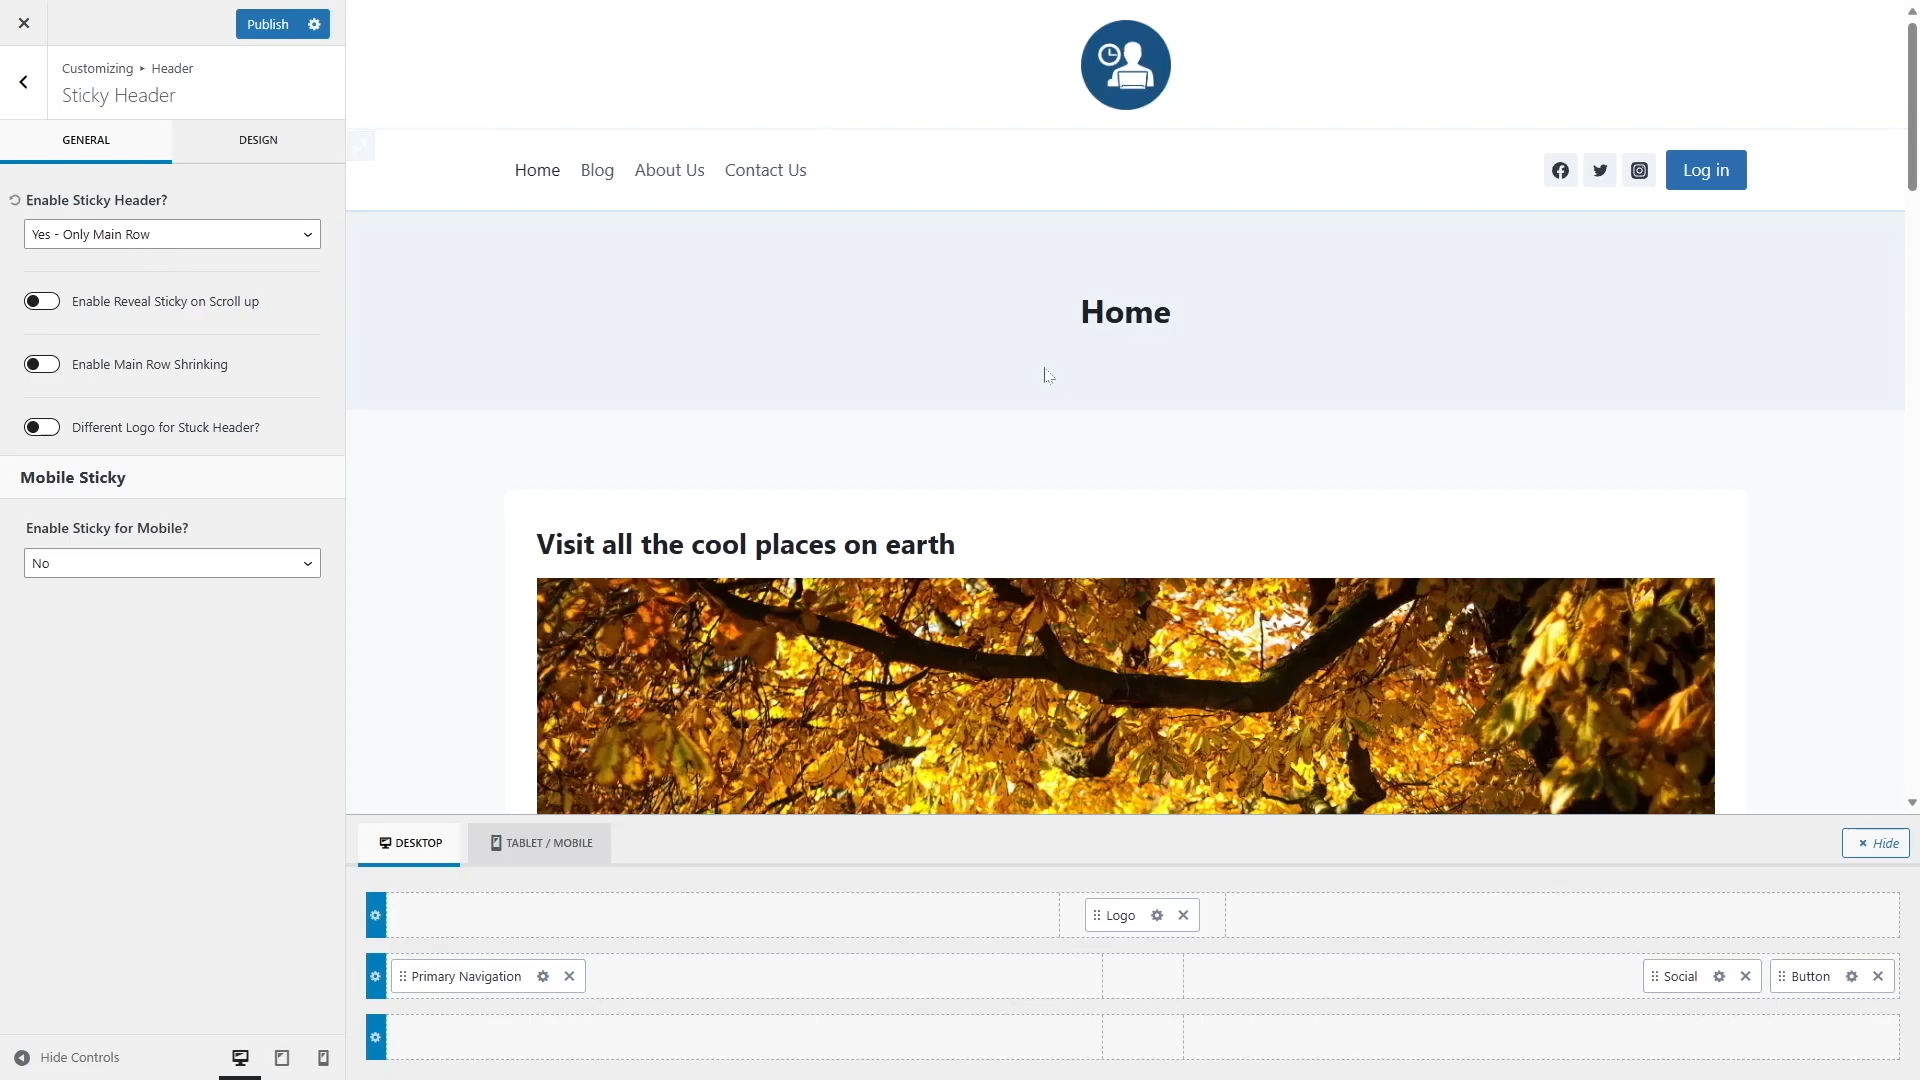 Publish
Customizing ▸ Header
Sticky Header
GENERAL
DESIGN
Enable Sticky Header?
Yes - Only Main Row
Enable Reveal Sticky on Scroll up
Enable Main Row Shrinking
Different Logo for Stuck Header?
Mobile Sticky
Enable Sticky for Mobile?
No
Hide Controls
Home
Blog
About Us
Contact Us
Log in
Home
Visit all the cool places on earth
DESKTOP
TABLET / MOBILE
Hide
Logo
Primary Navigation
Social
Button